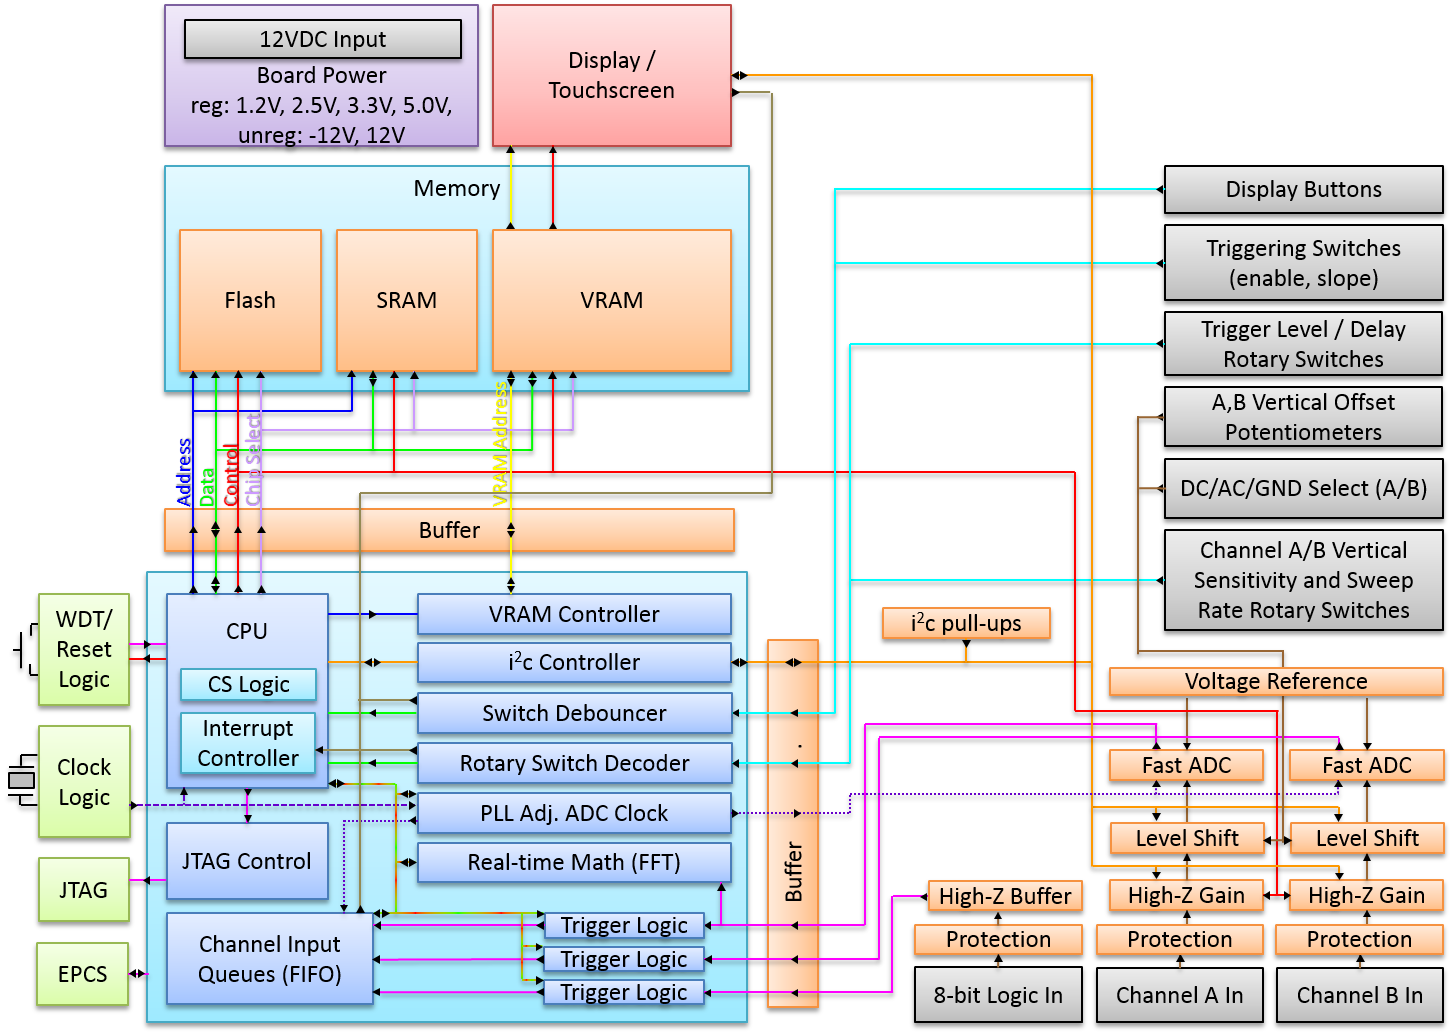 12VDC Input
Board Power
reg: 1.2V, 2.5V, 3.3V, 5.0V,
unreg: -12V, 12V
Display /
Touchscreen
Memory
Flash
SRAM
VRAM
Address
Data
Control
Chip Select
VRAM Address
Buffer
Display Buttons
Triggering Switches
(enable, slope)
Trigger Level / Delay
Rotary Switches
A,B Vertical Offset
Potentiometers
DC/AC/GND Select (A/B)
Channel A/B Vertical
Sensitivity and Sweep
Rate Rotary Switches
WDT/
Reset
Logic
Clock
Logic
JTAG
EPCS
CPU
CS Logic
Interrupt
Controller
JTAG Control
Channel Input
Queues (FIFO)
VRAM Controller
i2c Controller
Switch Debouncer
Rotary Switch Decoder
PLL Adj. ADC Clock
Real-time Math (FFT)
Trigger Logic
Trigger Logic
Trigger Logic
Buffer .
i2c pull-ups
Voltage Reference
Fast ADC
Fast ADC
Level Shift
Level Shift
High-Z Buffer
High-Z Gain
High-Z Gain
Protection
Protection
Protection
8-bit Logic In
Channel A In
Channel B In